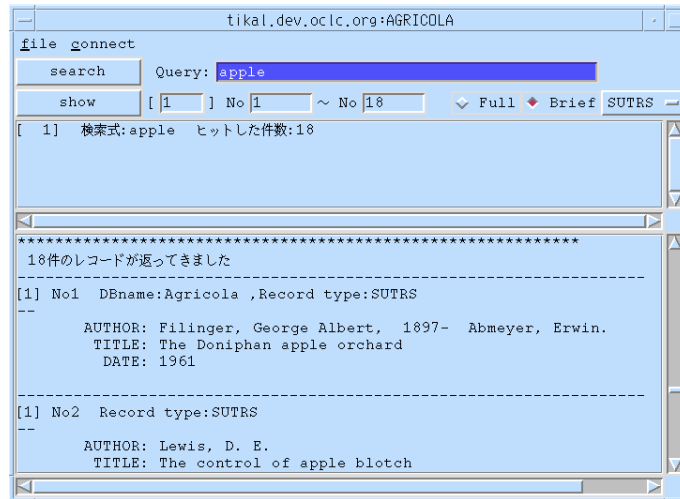 tikal.dev.oclc.org:AGRICOLA
file connect
search Query: apple
show [ 1 ] No 1 ~ No 18 Full Brief SUTRS
[ 1] 検索式:apple ヒットした件数:18
************************************************************
18件のレコードが返ってきました
--------------------------------------------------------------------
[1] No1 DBname:Agricola ,Record type:SUTRS
--
AUTHOR: Filinger, George Albert, 1897- Abmeyer, Erwin.
TITLE: The Doniphan apple orchard
DATE: 1961
--------------------------------------------------------------------
[1] No2 Record type:SUTRS
--
AUTHOR: Lewis, D. E.
TITLE: The control of apple blotch